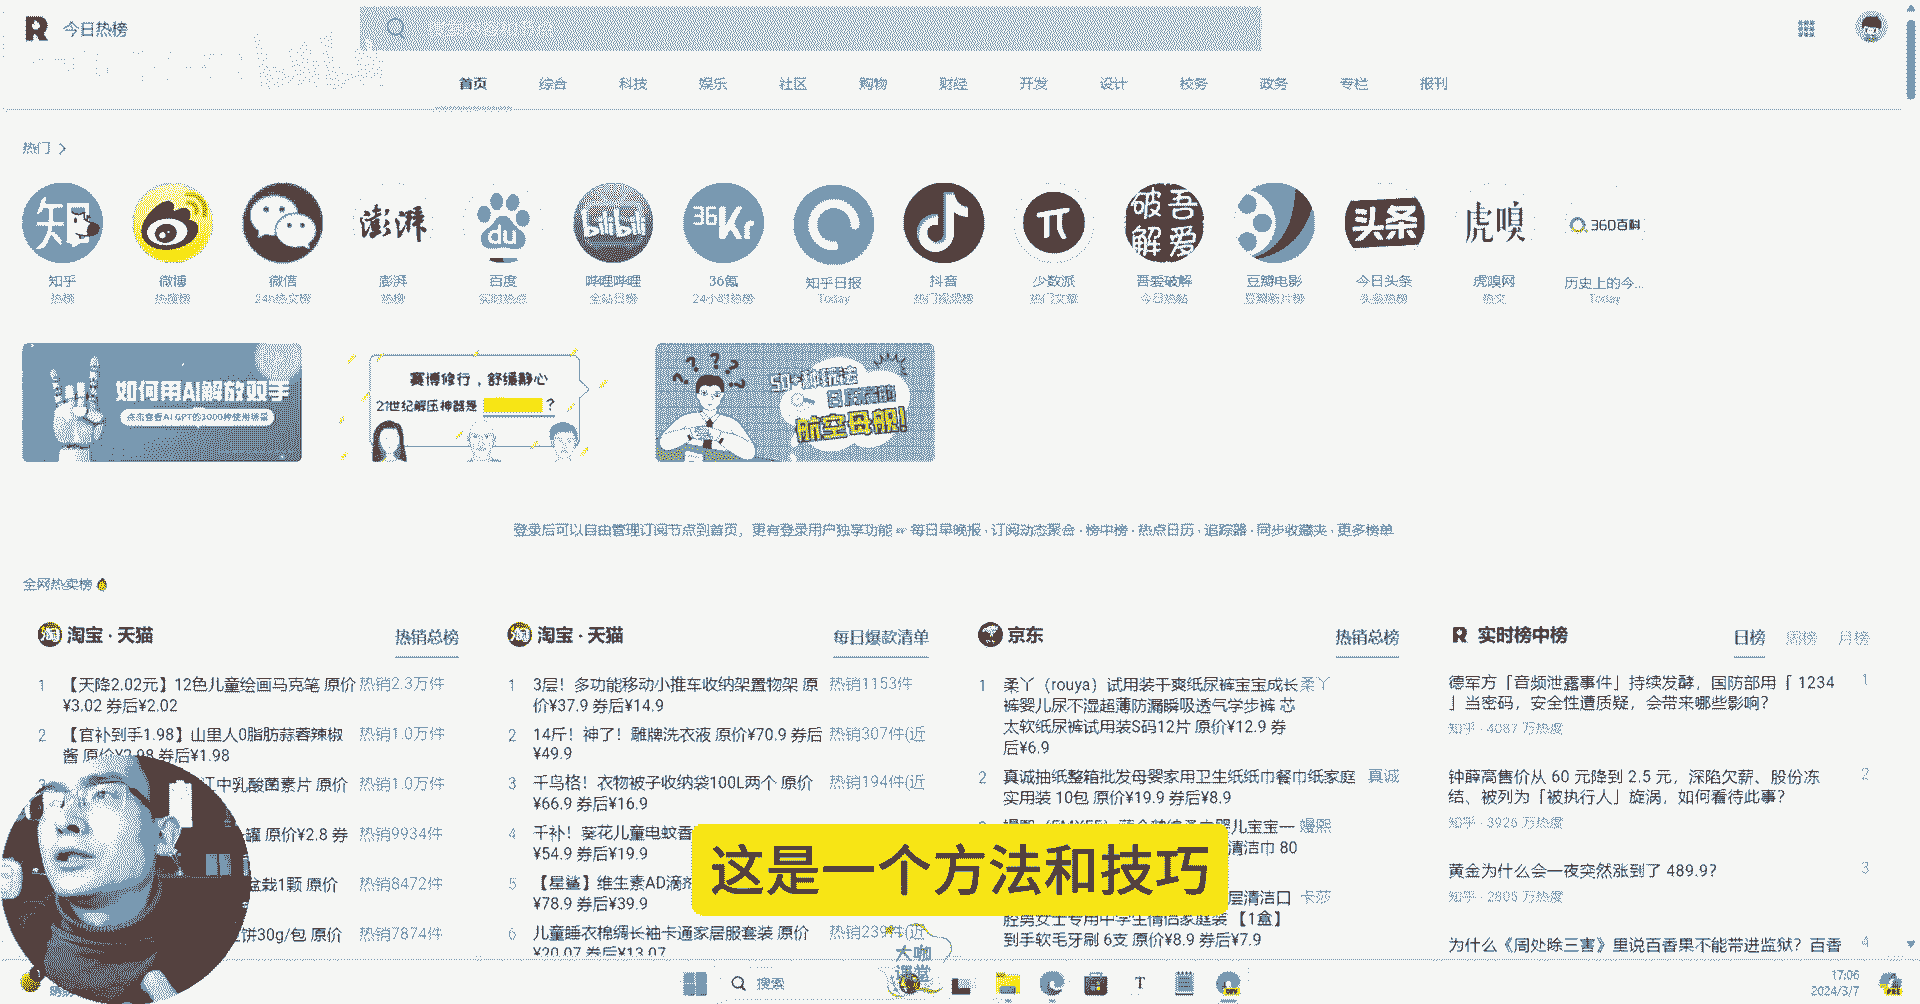 今日热榜
首页 综合 科技 娱乐 社区 购物 财经 开发 设计 校务 政务 专栏 报刊
热门
知乎 微博 微信 澎湃 百度 哔哩哔哩 36氪 知乎日报 抖音 少数派 吾爱破解 豆瓣电影 今日头条 虎嗅网 历史上的今...
热榜 热搜榜 24h热文榜 热榜 实时热点 全站日榜 24小时热榜 Today 热门视频榜 热门文章 今日热帖 豆瓣新片榜 头条热榜 热文 Today
如何用AI解放双手
点击查看AI GPT的3000种使用场景
赛博修行，舒缓静心
21世纪解压神器是 ？
50+种玩法
航空母舰!
登录后可以自由管理订阅节点到首页，更有登录用户独享功能 ☞ 每日早晚报 · 订阅动态聚合 · 榜中榜 · 热点日历 · 追踪器 · 同步收藏夹 · 更多榜单
全网热卖榜
淘宝 · 天猫 热销总榜
1 【天降2.02元】12色儿童绘画马克笔 原价 热销2.3万件
¥3.02 券后¥2.02
2 【官补到手1.98】山里人0脂肪蒜蓉辣椒 热销1.0万件
酱 原价¥3.98 券后¥1.98
江中乳酸菌素片 原价 热销1.0万件
罐 原价¥2.8 券 热销9934件
盆栽1颗 原价 热销8472件
饼30g/包 原价 热销7874件
淘宝 · 天猫 每日爆款清单
1 3层！多功能移动小推车收纳架置物架 原 热销1153件
价¥37.9 券后¥14.9
2 14斤！神了！雕牌洗衣液 原价¥70.9 券后 热销307件(近
¥49.9
3 千鸟格！衣物被子收纳袋100L两个 原价 热销194件(近
¥66.9 券后¥16.9
4 千补！葵花儿童电蚊香
¥54.9 券后¥19.9
5 【星鲨】维生素AD滴剂
¥78.9 券后¥39.9
6 儿童睡衣棉绸长袖卡通家居服套装 原价 热销239件(近
¥20.07 券后¥13.07
京东 热销总榜
1 柔丫（rouya）试用装干爽纸尿裤宝宝成长 柔丫
裤婴儿尿不湿超薄防漏瞬吸透气学步裤 芯
太软纸尿裤试用装S码12片 原价¥12.9 券
后¥6.9
2 真诚抽纸整箱批发母婴家用卫生纸纸巾餐巾纸家庭 真诚
实用装 10包 原价¥19.9 券后¥8.9
儿宝宝一 嫚熙
清洁巾 80
层清洁口 卡莎
腔男女士专用中学生情侣家庭装 【1盒】
到手软毛牙刷 6支 原价¥8.9 券后¥7.9
实时榜中榜 日榜 周榜 月榜
德军方「音频泄露事件」持续发酵，国防部用「 1234 1
」当密码，安全性遭质疑，会带来哪些影响？
知乎 · 4087 万热度
钟薛高售价从 60 元降到 2.5 元，深陷欠薪、股份冻 2
结、被列为「被执行人」旋涡，如何看待此事？
知乎 · 3926 万热度
黄金为什么会一夜突然涨到了 489.9？ 3
知乎 · 2805 万热度
为什么《周处除三害》里说百香果不能带进监狱？百香 4
这是一个方法和技巧
大咖
课堂
搜索
17:06
2024/3/7